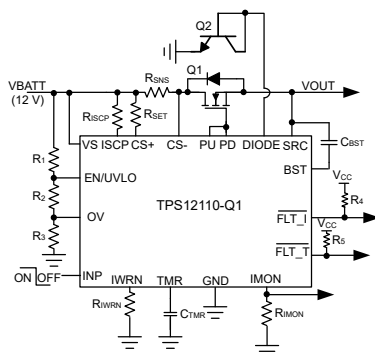 Q2
Q1
VBATT
(12 V)
RSNS
VOUT
RISCP
RSET
CBST
VS ISCP CS+ CS- PU PD DIODE SRC
R1
EN/UVLO
BST
R2
TPS12110-Q1
VCC
OV
FLT_I
R4
R3
VCC
FLT_T
R5
ON OFF
INP
IWRN TMR GND IMON
RIWRN
CTMR
RIMON